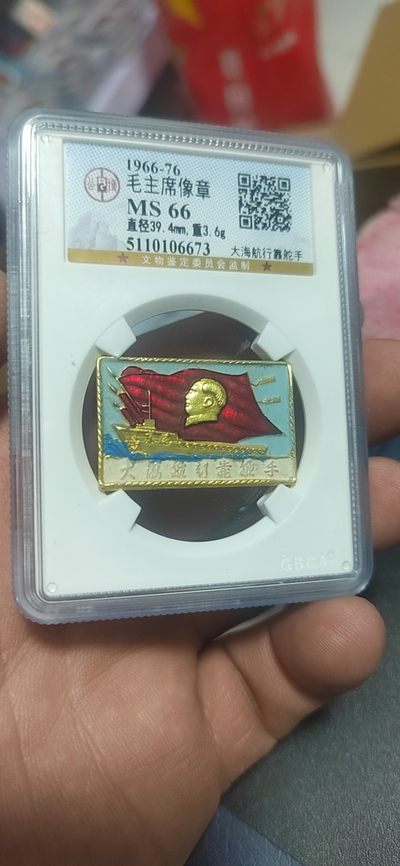 1966-76
毛主席像章
MS 66
直径39.4mm,重3.6g
5110106673
大海航行靠舵手
文物鉴定委员会监制
大海航行靠舵手
GBCA